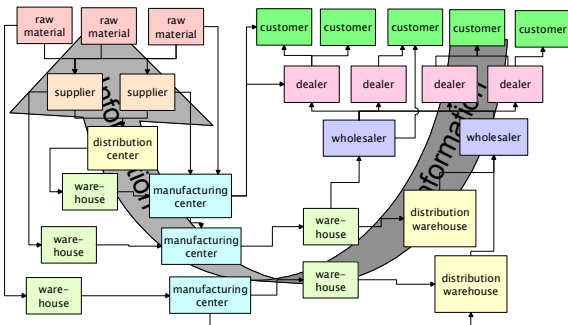 raw
material
raw
material
raw
material
customer
customer
customer
customer
customer
supplier
supplier
dealer
dealer
dealer
dealer
information
information
distribution
center
wholesaler
wholesaler
ware-
house
manufacturing
center
ware-
house
distribution
warehouse
ware-
house
manufacturing
center
ware-
house
distribution
warehouse
ware-
house
manufacturing
center